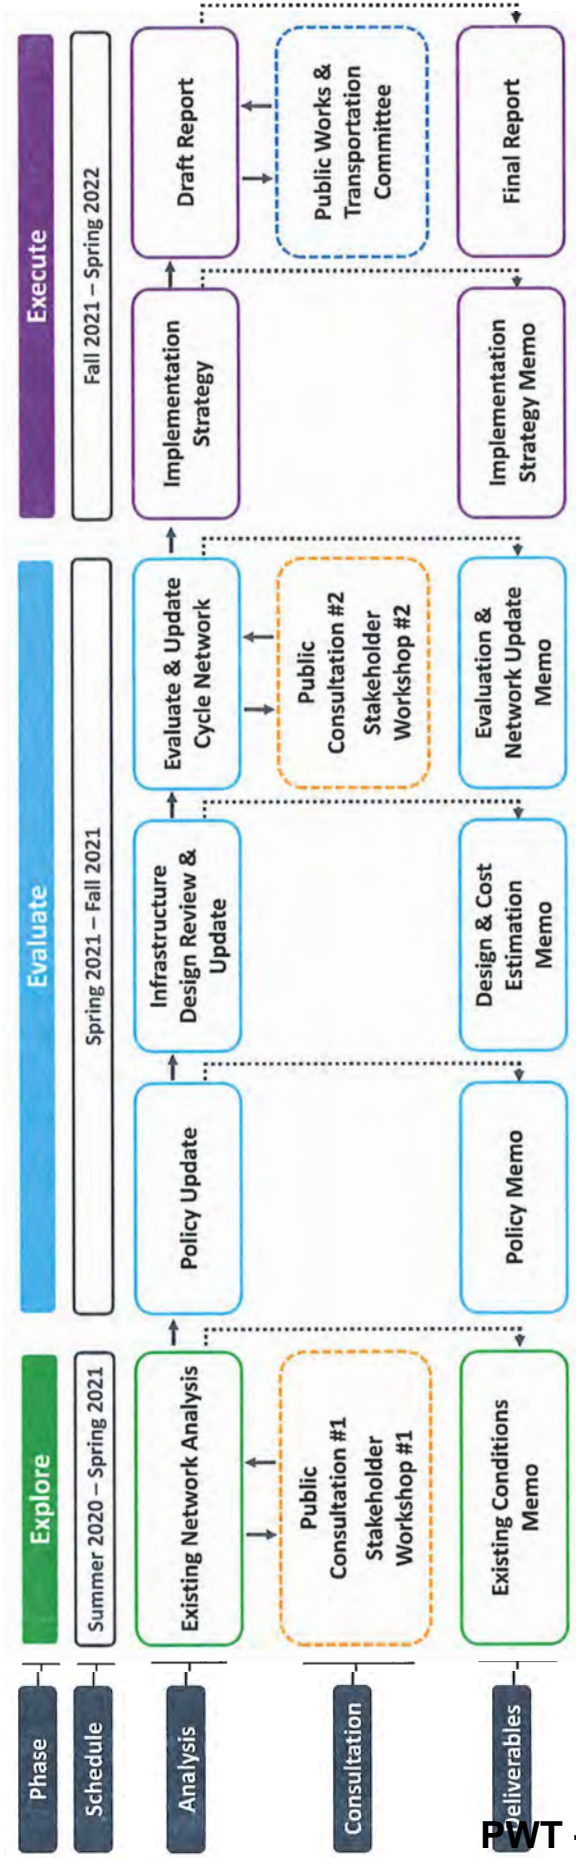 Phase
Explore
Evaluate
Execute
Schedule
Summer 2020 – Spring 2021
Spring 2021 – Fall 2021
Fall 2021 – Spring 2022
Analysis
Existing Network Analysis
Policy Update
Infrastructure
Design Review &
Update
Evaluate & Update
Cycle Network
Implementation
Strategy
Draft Report
Consultation
Public
Consultation #1
Stakeholder
Workshop #1
Public
Consultation #2
Stakeholder
Workshop #2
Public Works &
Transportation
Committee
Deliverables
Existing Conditions
Memo
Policy Memo
Design & Cost
Estimation
Memo
Evaluation &
Network Update
Memo
Implementation
Strategy Memo
Final Report
PWT -